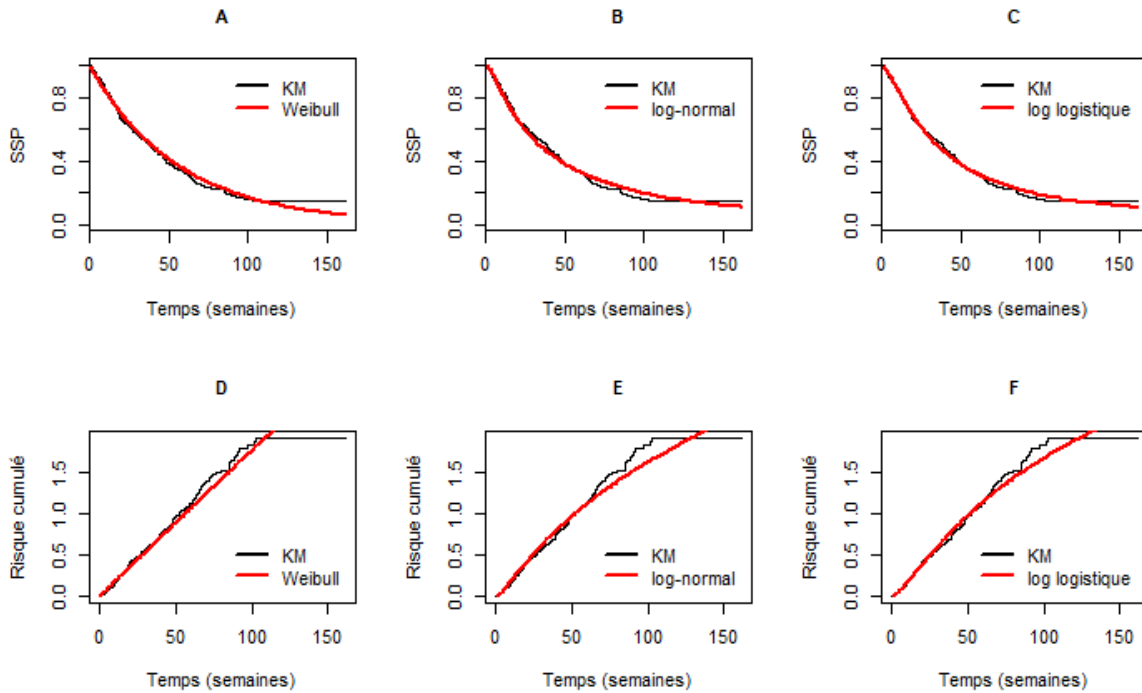 A
SSP
0.0 0.4 0.8
KM
Weibull
0 50 100 150
Temps (semaines)
B
SSP
0.0 0.4 0.8
KM
log-normal
0 50 100 150
Temps (semaines)
C
SSP
0.0 0.4 0.8
KM
log logistique
0 50 100 150
Temps (semaines)
D
Risque cumulé
0.0 0.5 1.0 1.5
KM
Weibull
0 50 100 150
Temps (semaines)
E
Risque cumulé
0.0 0.5 1.0 1.5
KM
log-normal
0 50 100 150
Temps (semaines)
F
Risque cumulé
0.0 0.5 1.0 1.5
KM
log logistique
0 50 100 150
Temps (semaines)